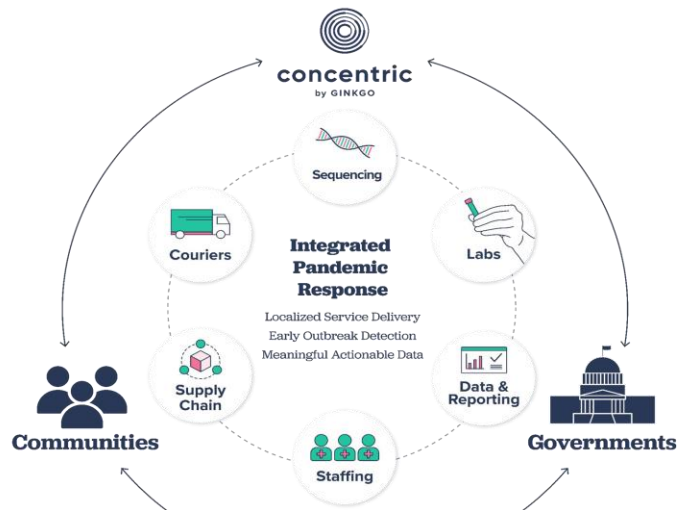 concentric
by GINKGO
Sequencing
Couriers
Labs
Integrated
Pandemic
Response
Localized Service Delivery
Early Outbreak Detection
Meaningful Actionable Data
Supply
Chain
Data &
Reporting
Communities
Governments
Staffing